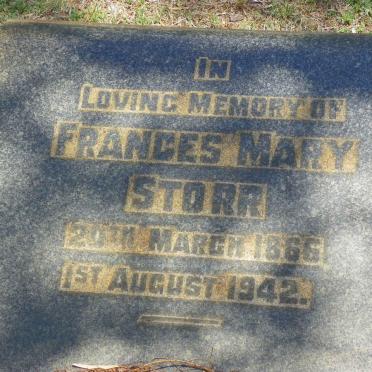 IN
LOVING MEMORY OF
FRANCES MARY
STORR
20TH MARCH 1866.
1ST AUGUST 1942.